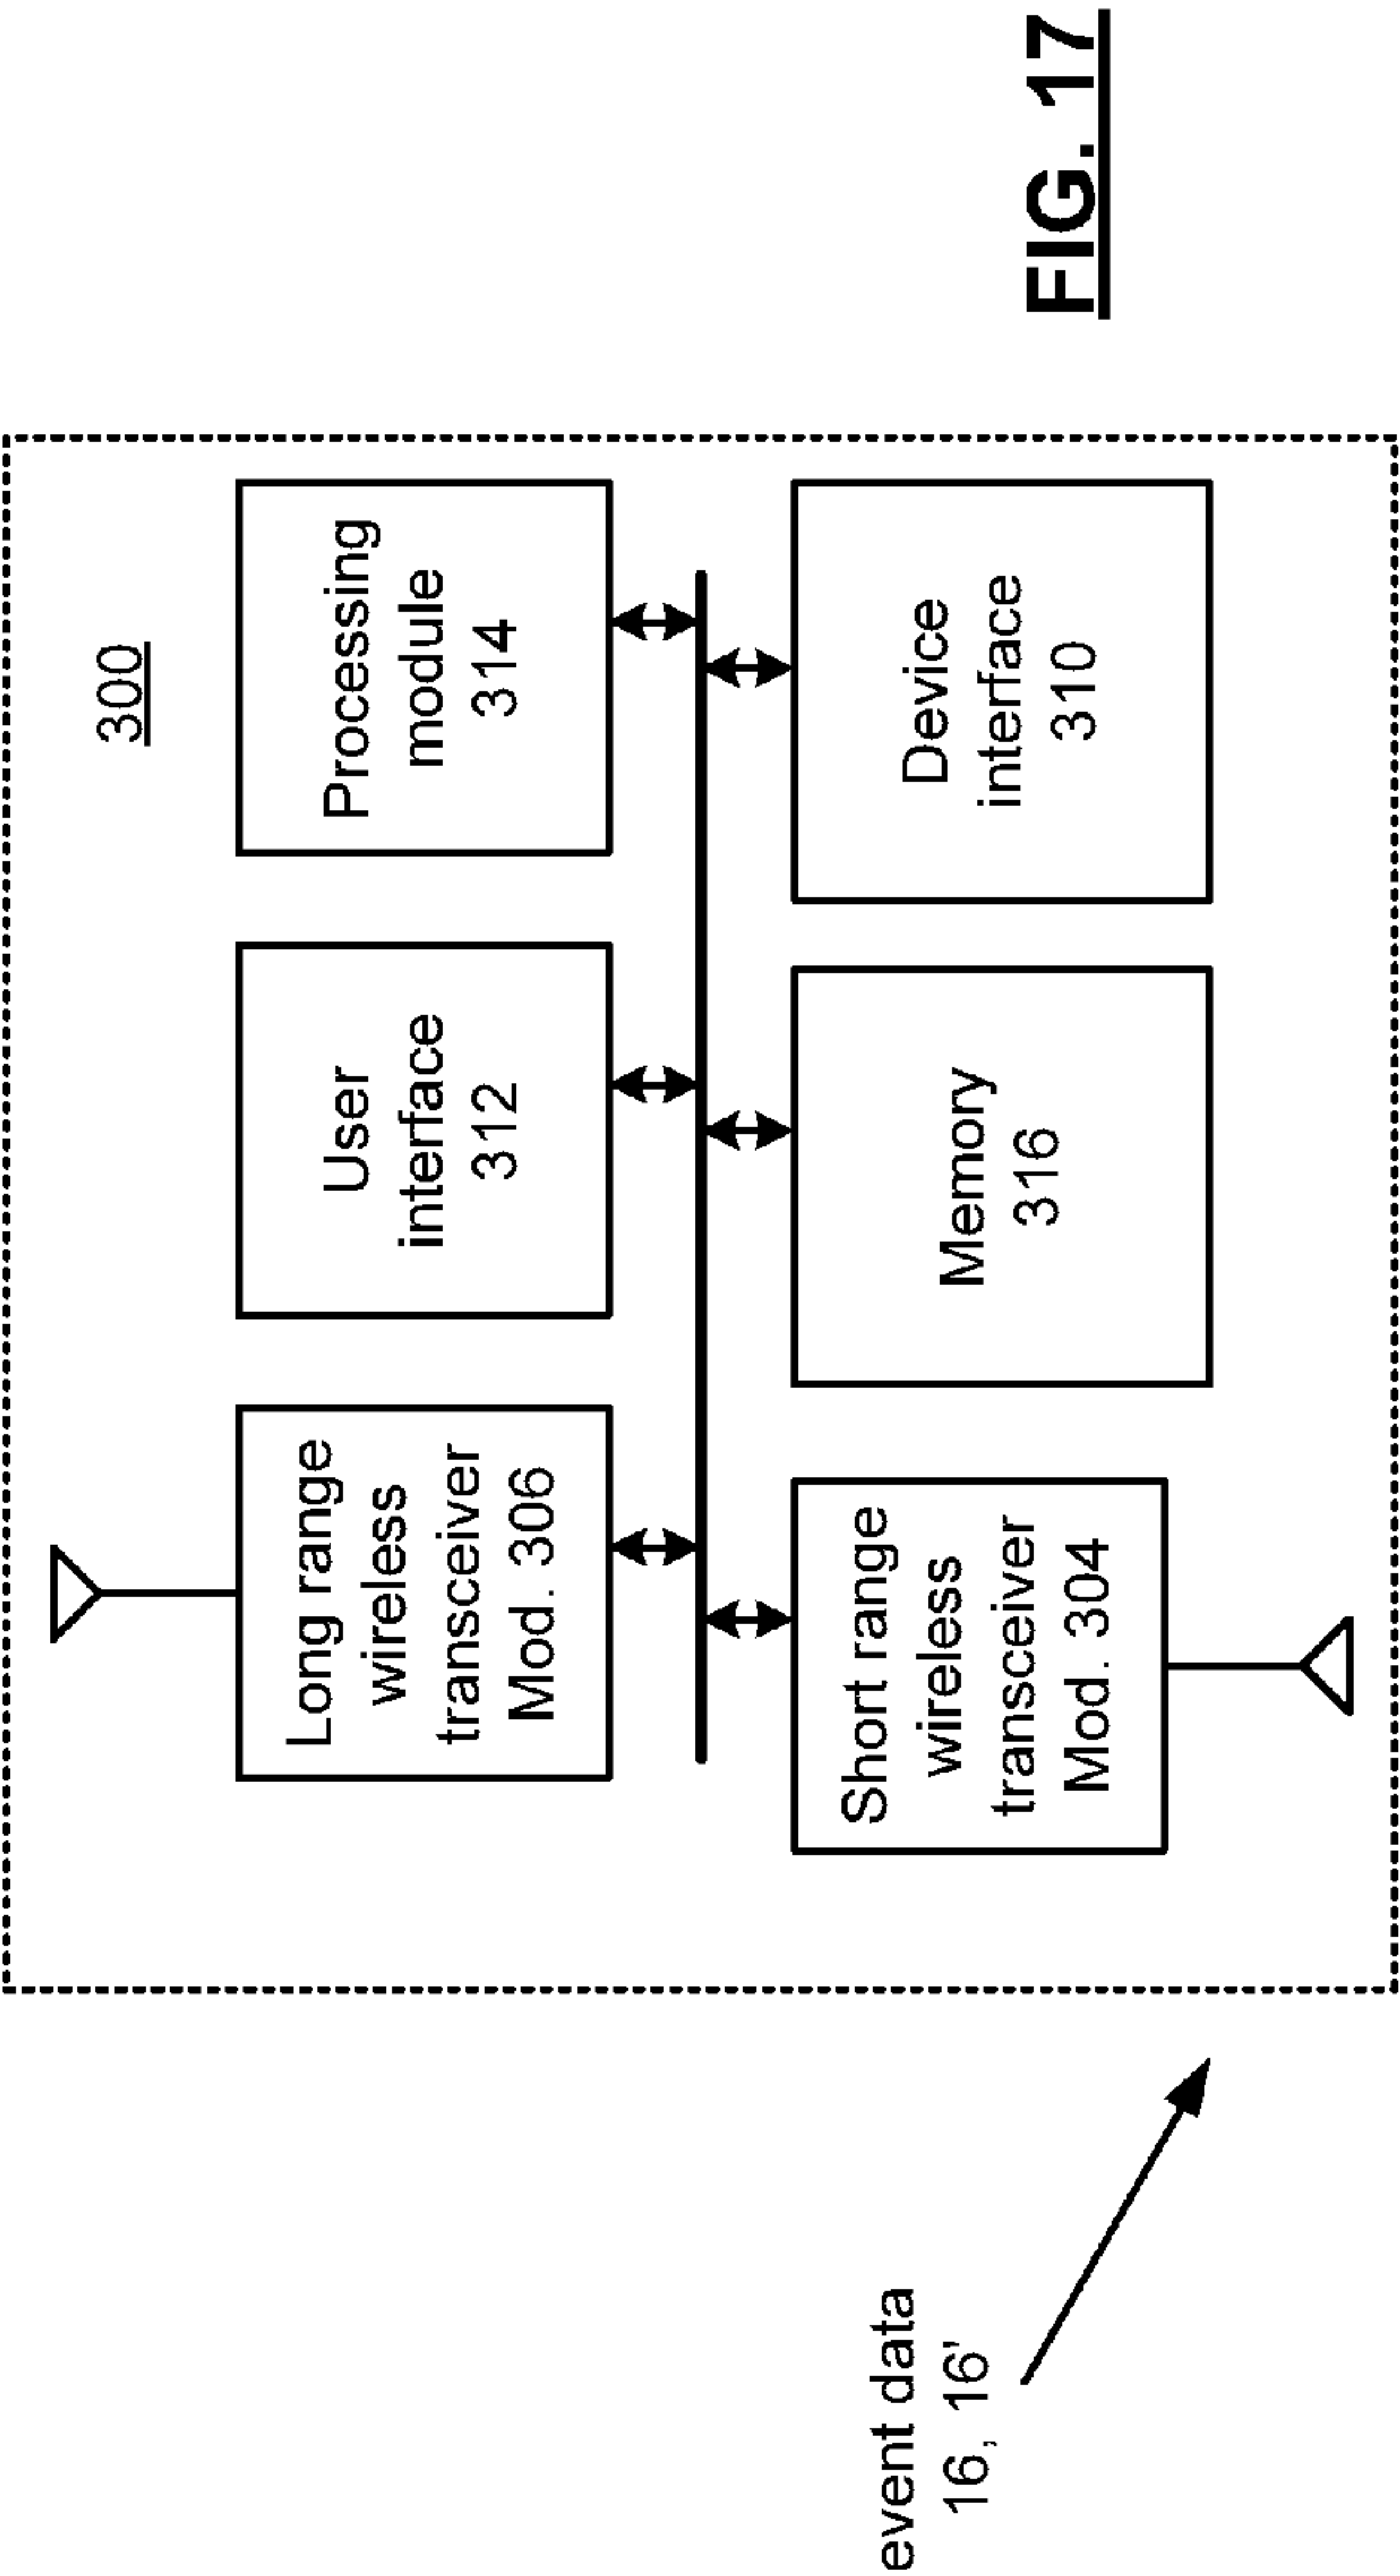 300
Long range
wireless
transceiver
Mod. 306
User
interface
312
Processing
module
314
Short range
wireless
transceiver
Mod. 304
Memory
316
Device
interface
310
event data
16, 16'
FIG. 17